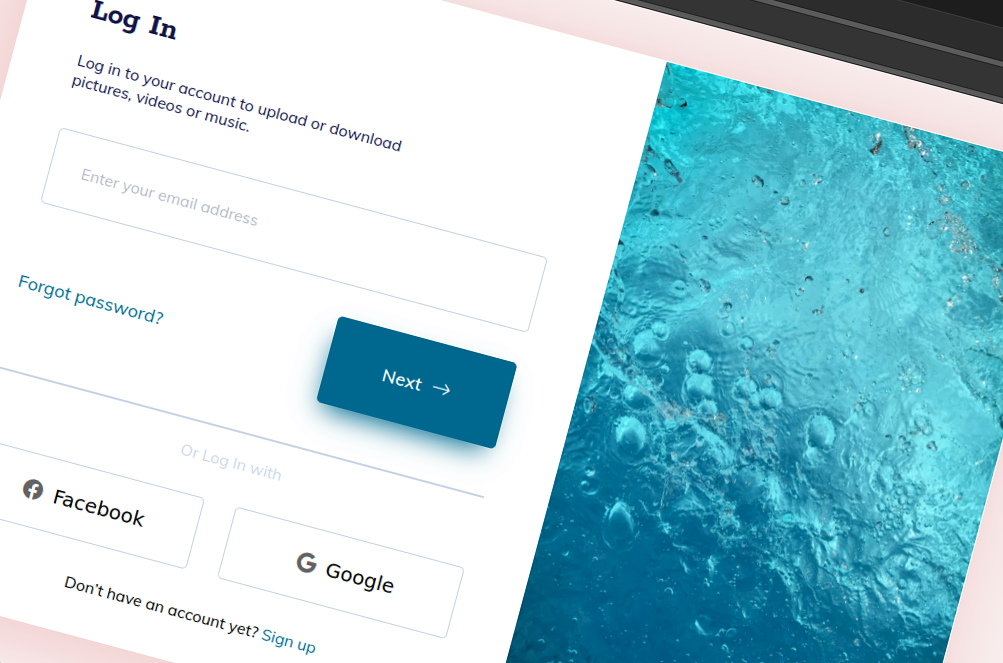 Log In
Log in to your account to upload or download
pictures, videos or music.
Enter your email address
Forgot password?
Next →
Or Log In with
Facebook
Google
Don't have an account yet? Sign up